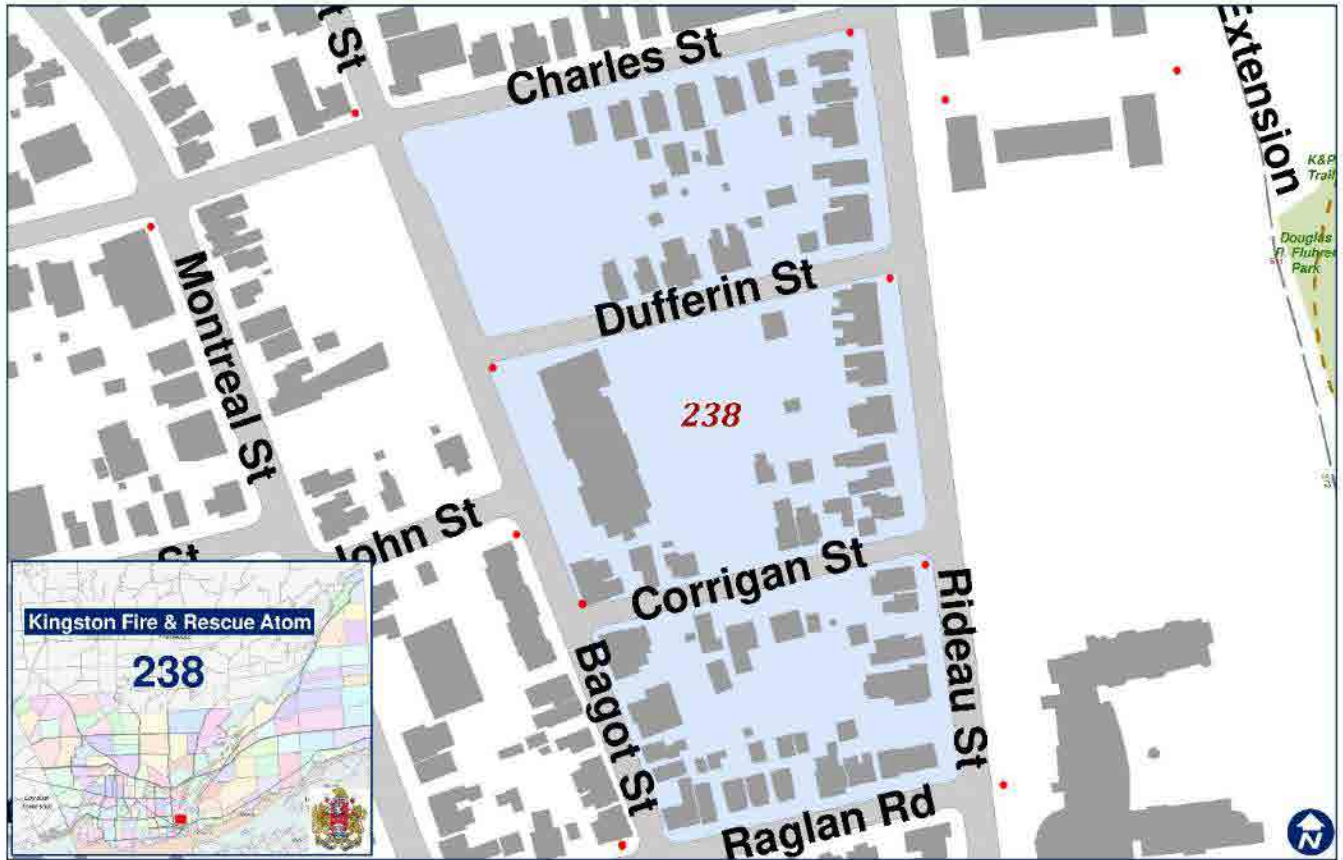 t St
Charles St
Extension
K&P
Trail
Douglas
R. Fluhrer
Park
Montreal St
Dufferin St
238
John St
St
Corrigan St
Rideau St
Bagot St
Raglan Rd
Kingston Fire & Rescue Atom
238
N